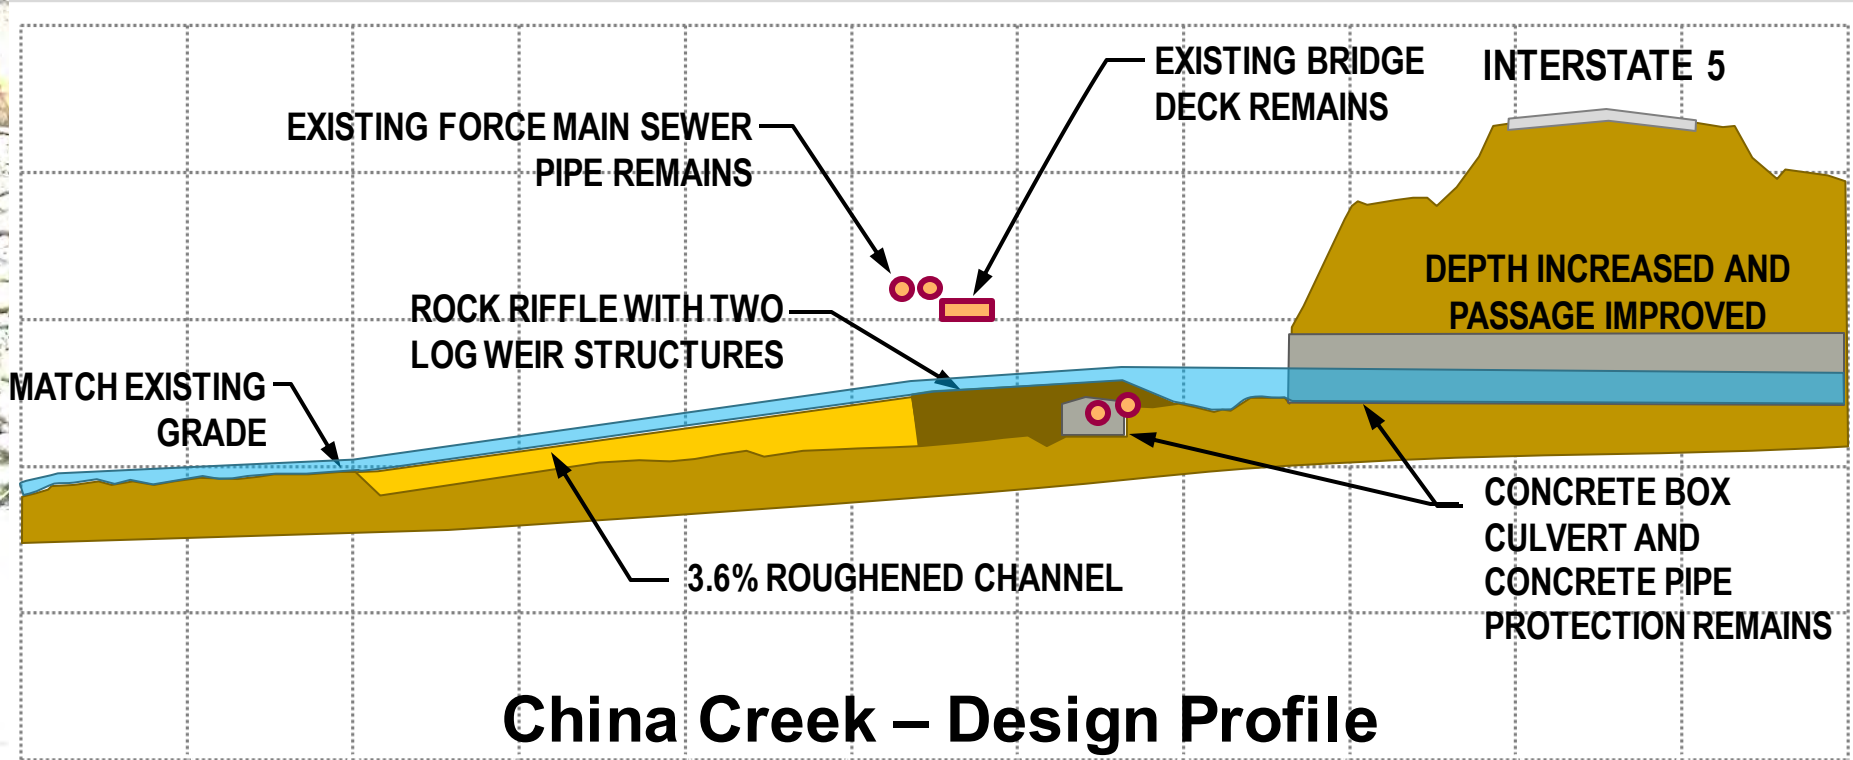 EXISTING BRIDGE
DECK REMAINS
INTERSTATE 5
EXISTING FORCE MAIN SEWER
PIPE REMAINS
DEPTH INCREASED AND
PASSAGE IMPROVED
ROCK RIFFLE WITH TWO
LOG WEIR STRUCTURES
MATCH EXISTING
GRADE
CONCRETE BOX
CULVERT AND
CONCRETE PIPE
PROTECTION REMAINS
3.6% ROUGHENED CHANNEL
China Creek – Design Profile